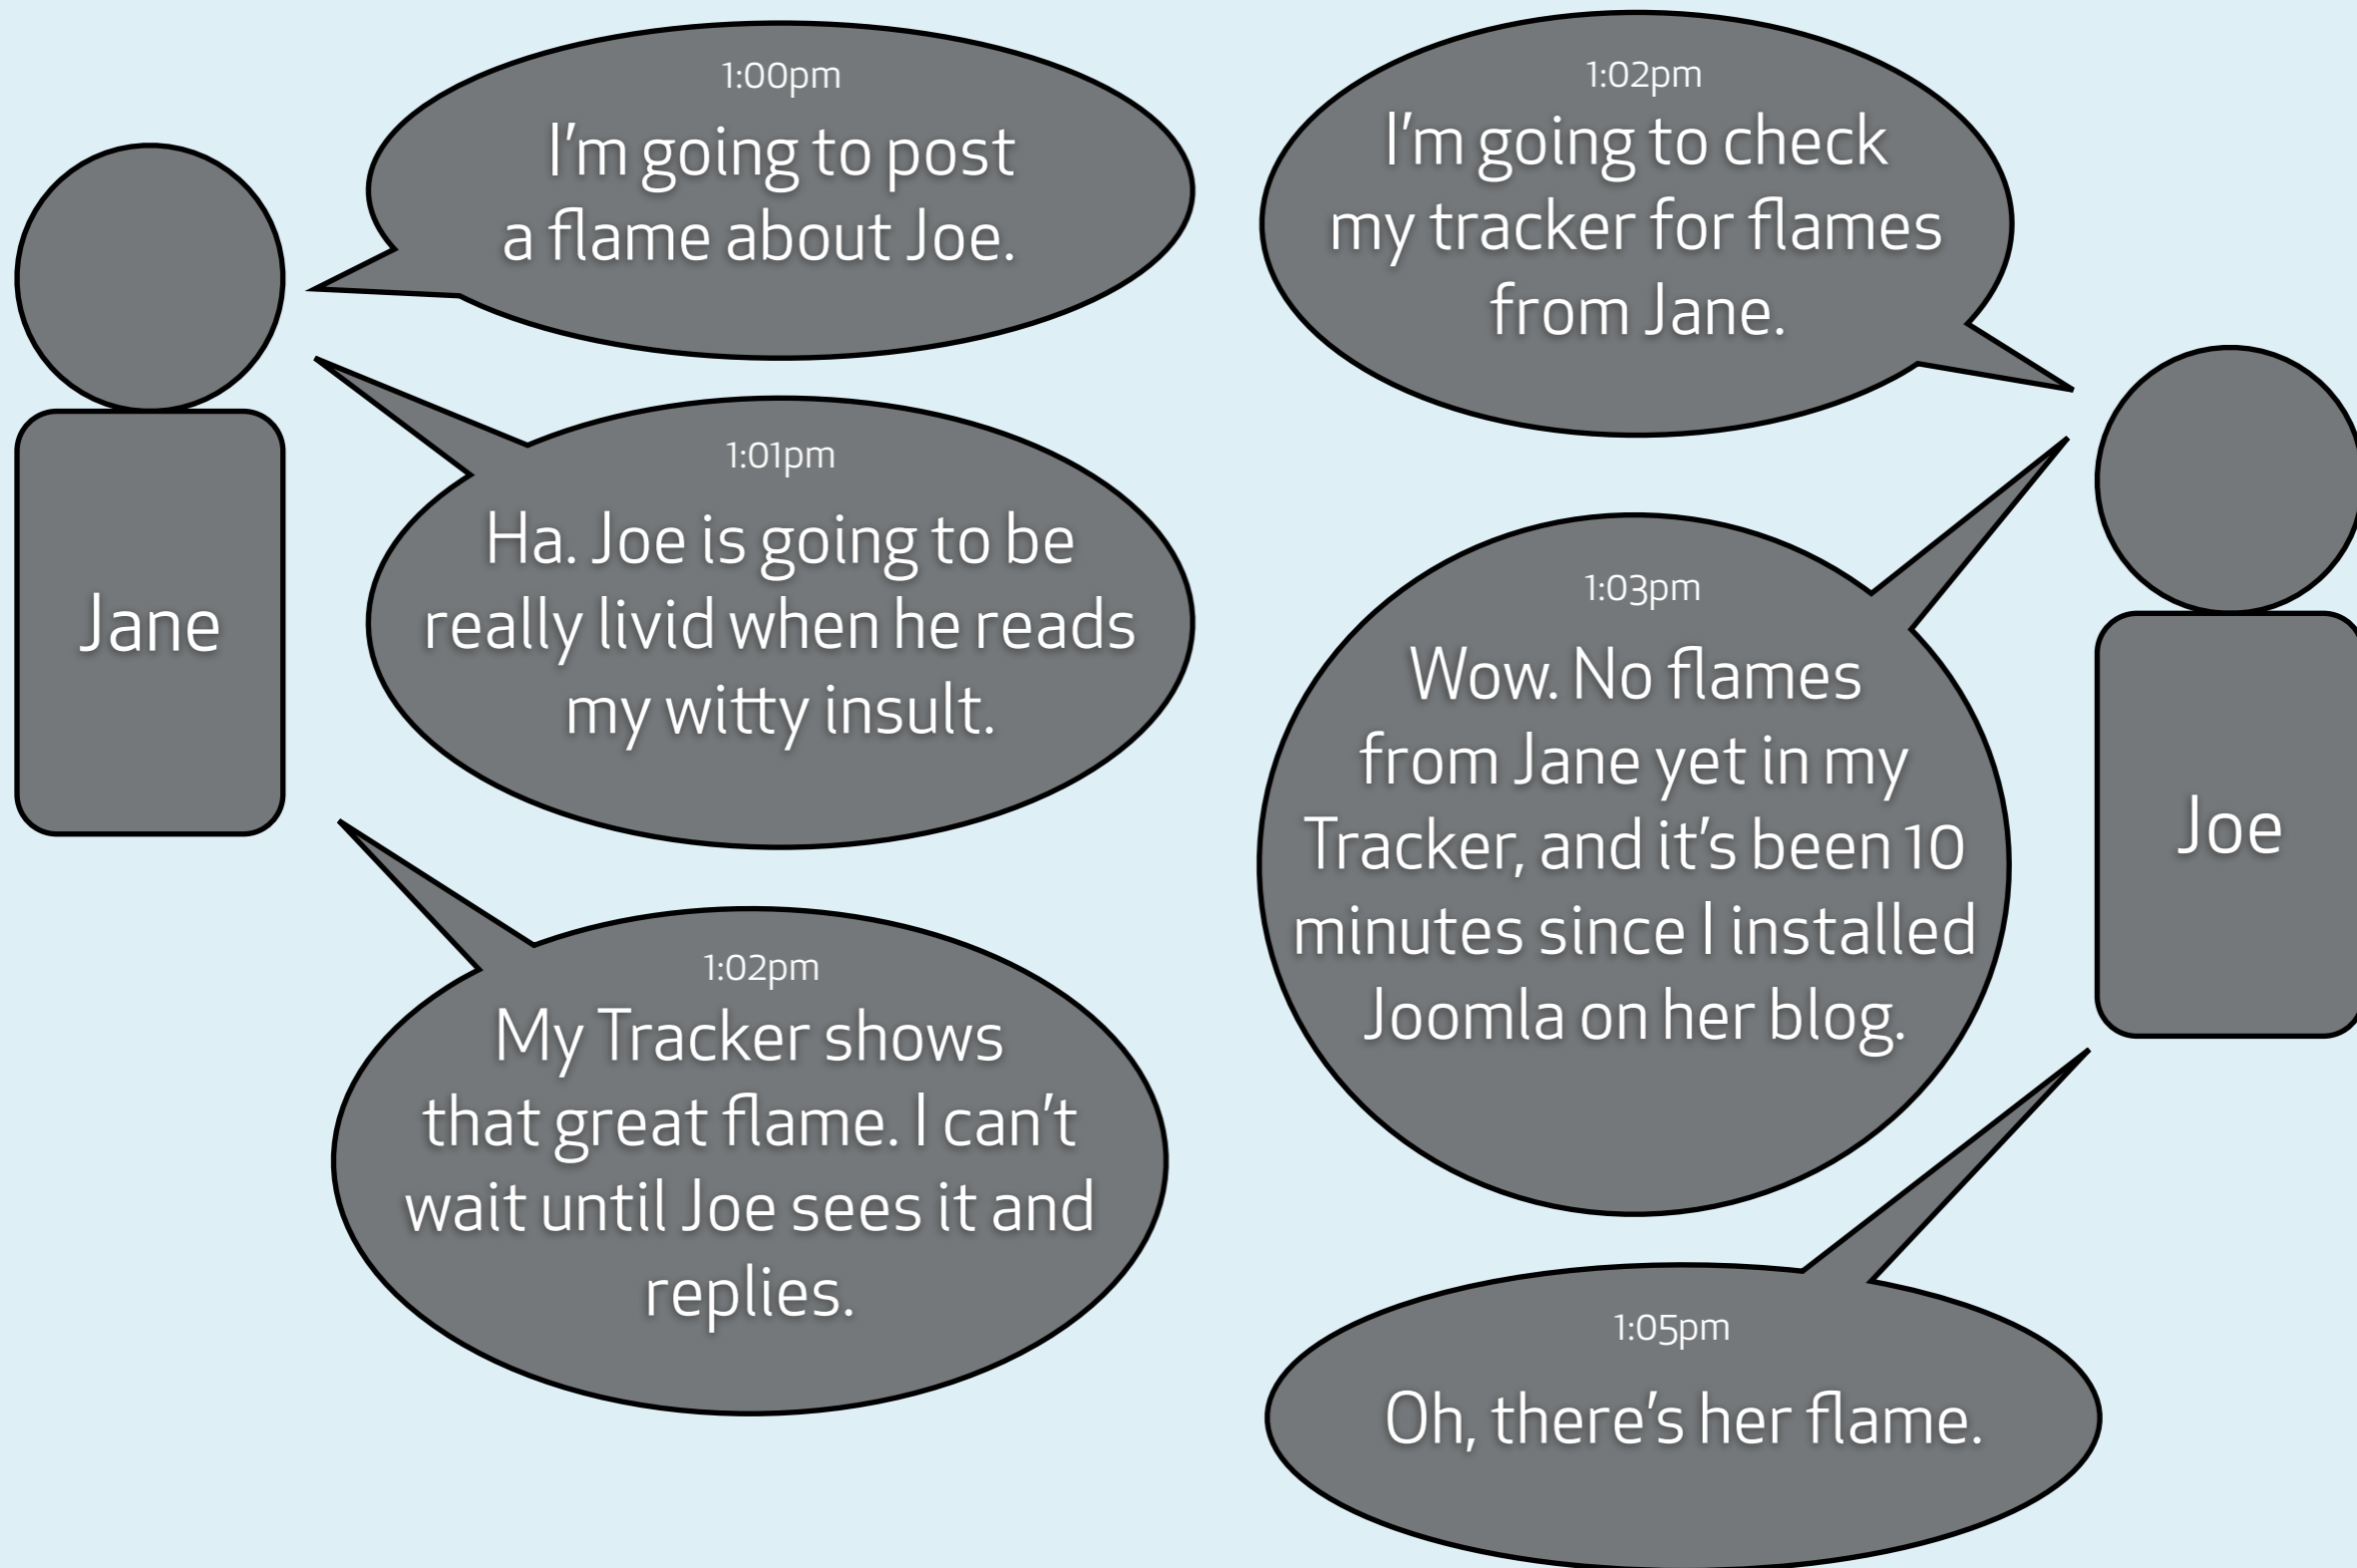 Jane
1:00pm
I'm going to post
a flame about Joe.
1:01pm
Ha. Joe is going to be
really livid when he reads
my witty insult.
1:02pm
My Tracker shows
that great flame. I can't
wait until Joe sees it and
replies.
1:02pm
I'm going to check
my tracker for flames
from Jane.
1:03pm
Wow. No flames
from Jane yet in my
Tracker, and it's been 10
minutes since I installed
Joomla on her blog.
1:05pm
Oh, there's her flame.
Joe